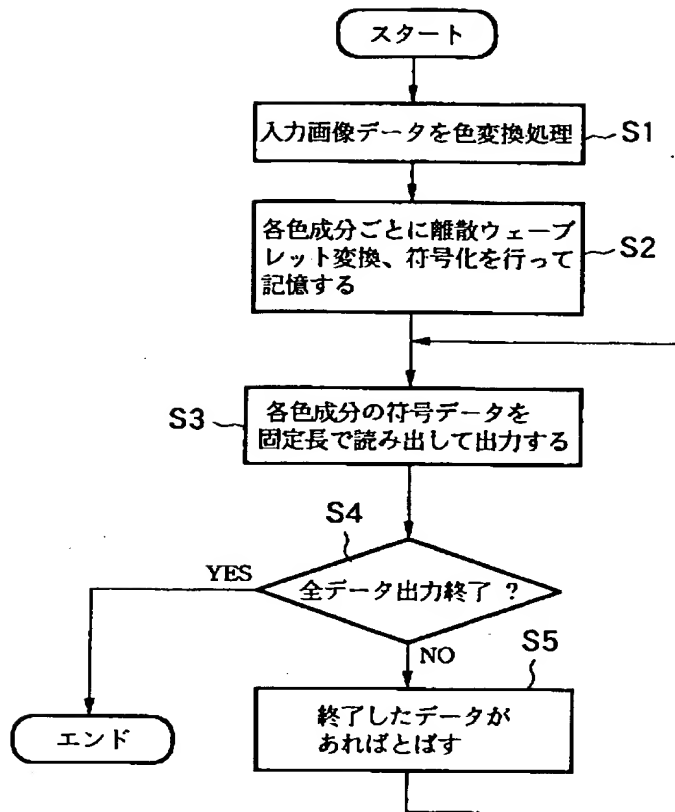 スタート
入力画像データを色変換処理
S1
各色成分ごとに離散ウェーブ
レット変換、符号化を行って
記憶する
S2
S3
各色成分の符号データを
固定長で読み出して出力する
S4
YES
全データ出力終了 ?
NO
S5
エンド
終了したデータが
あればとばす